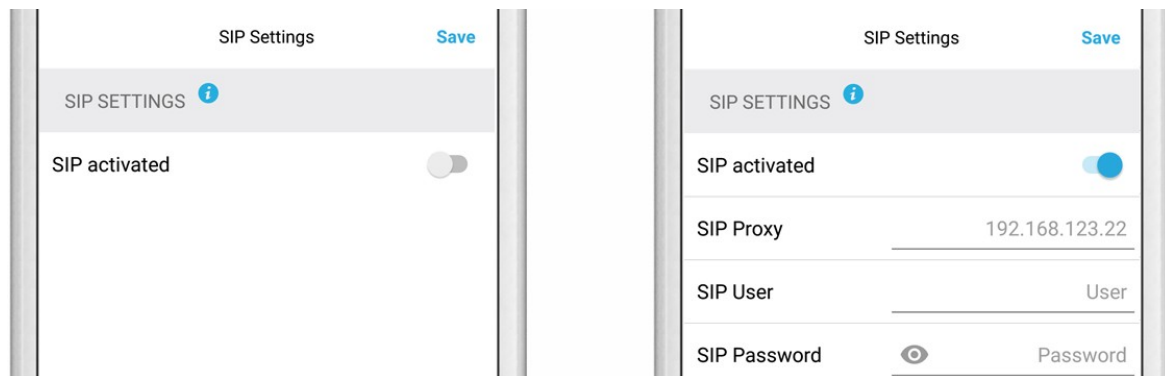 SIP Settings Save
SIP SETTINGS i
SIP activated
SIP Settings Save
SIP SETTINGS i
SIP activated
SIP Proxy 192.168.123.22
SIP User User
SIP Password Password